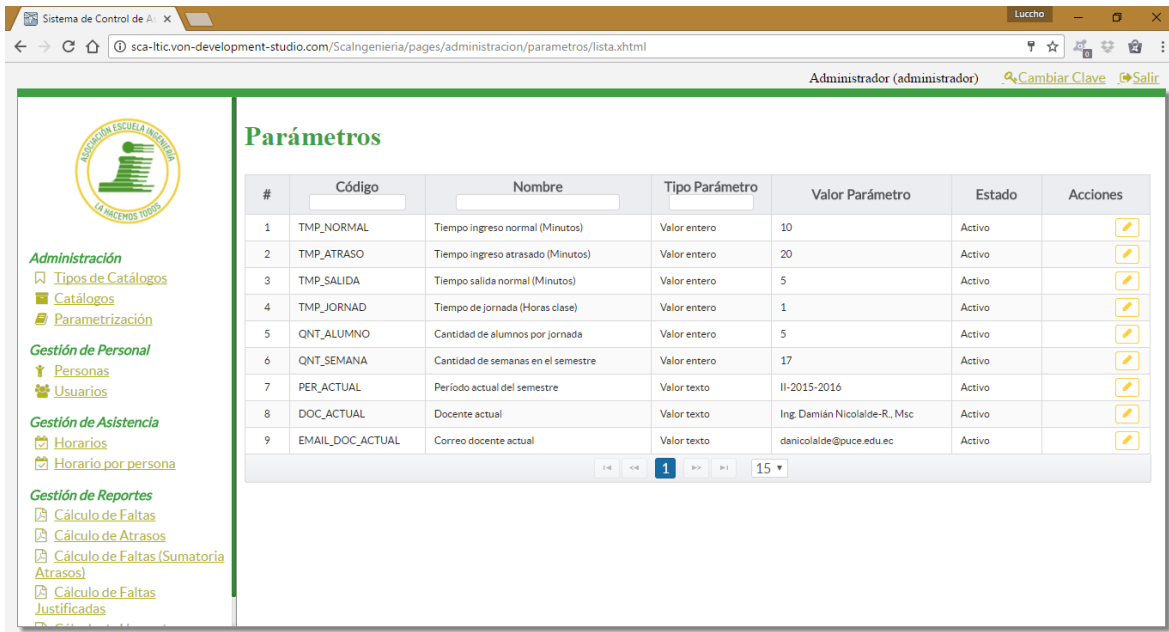 Sistema de Control de A
Luccho
sca-ltic.von-development-studio.com/ScaIngenieria/pages/administracion/parametros/lista.xhtml
0
Administrador (administrador) Cambiar Clave Salir
ASOCIACIÓN ESCUELA INGENIERÍA
LA HACEMOS TODOS
Administración
Tipos de Catálogos
Catálogos
Parametrización
Gestión de Personal
Personas
Usuarios
Gestión de Asistencia
Horarios
Horario por persona
Gestión de Reportes
Cálculo de Faltas
Cálculo de Atrasos
Cálculo de Faltas (Sumatoria
Atrasos)
Cálculo de Faltas
Justificadas
Parámetros
# Código Nombre Tipo Parámetro Valor Parámetro Estado Acciones
1 TMP_NORMAL Tiempo ingreso normal (Minutos) Valor entero 10 Activo
2 TMP_ATRASO Tiempo ingreso atrasado (Minutos) Valor entero 20 Activo
3 TMP_SALIDA Tiempo salida normal (Minutos) Valor entero 5 Activo
4 TMP_JORNAD Tiempo de jornada (Horas clase) Valor entero 1 Activo
5 QNT_ALUMNO Cantidad de alumnos por jornada Valor entero 5 Activo
6 QNT_SEMANA Cantidad de semanas en el semestre Valor entero 17 Activo
7 PER_ACTUAL Período actual del semestre Valor texto II-2015-2016 Activo
8 DOC_ACTUAL Docente actual Valor texto Ing. Damián Nicolalde-R., Msc Activo
9 EMAIL_DOC_ACTUAL Correo docente actual Valor texto danicolalde@puce.edu.ec Activo
1 15